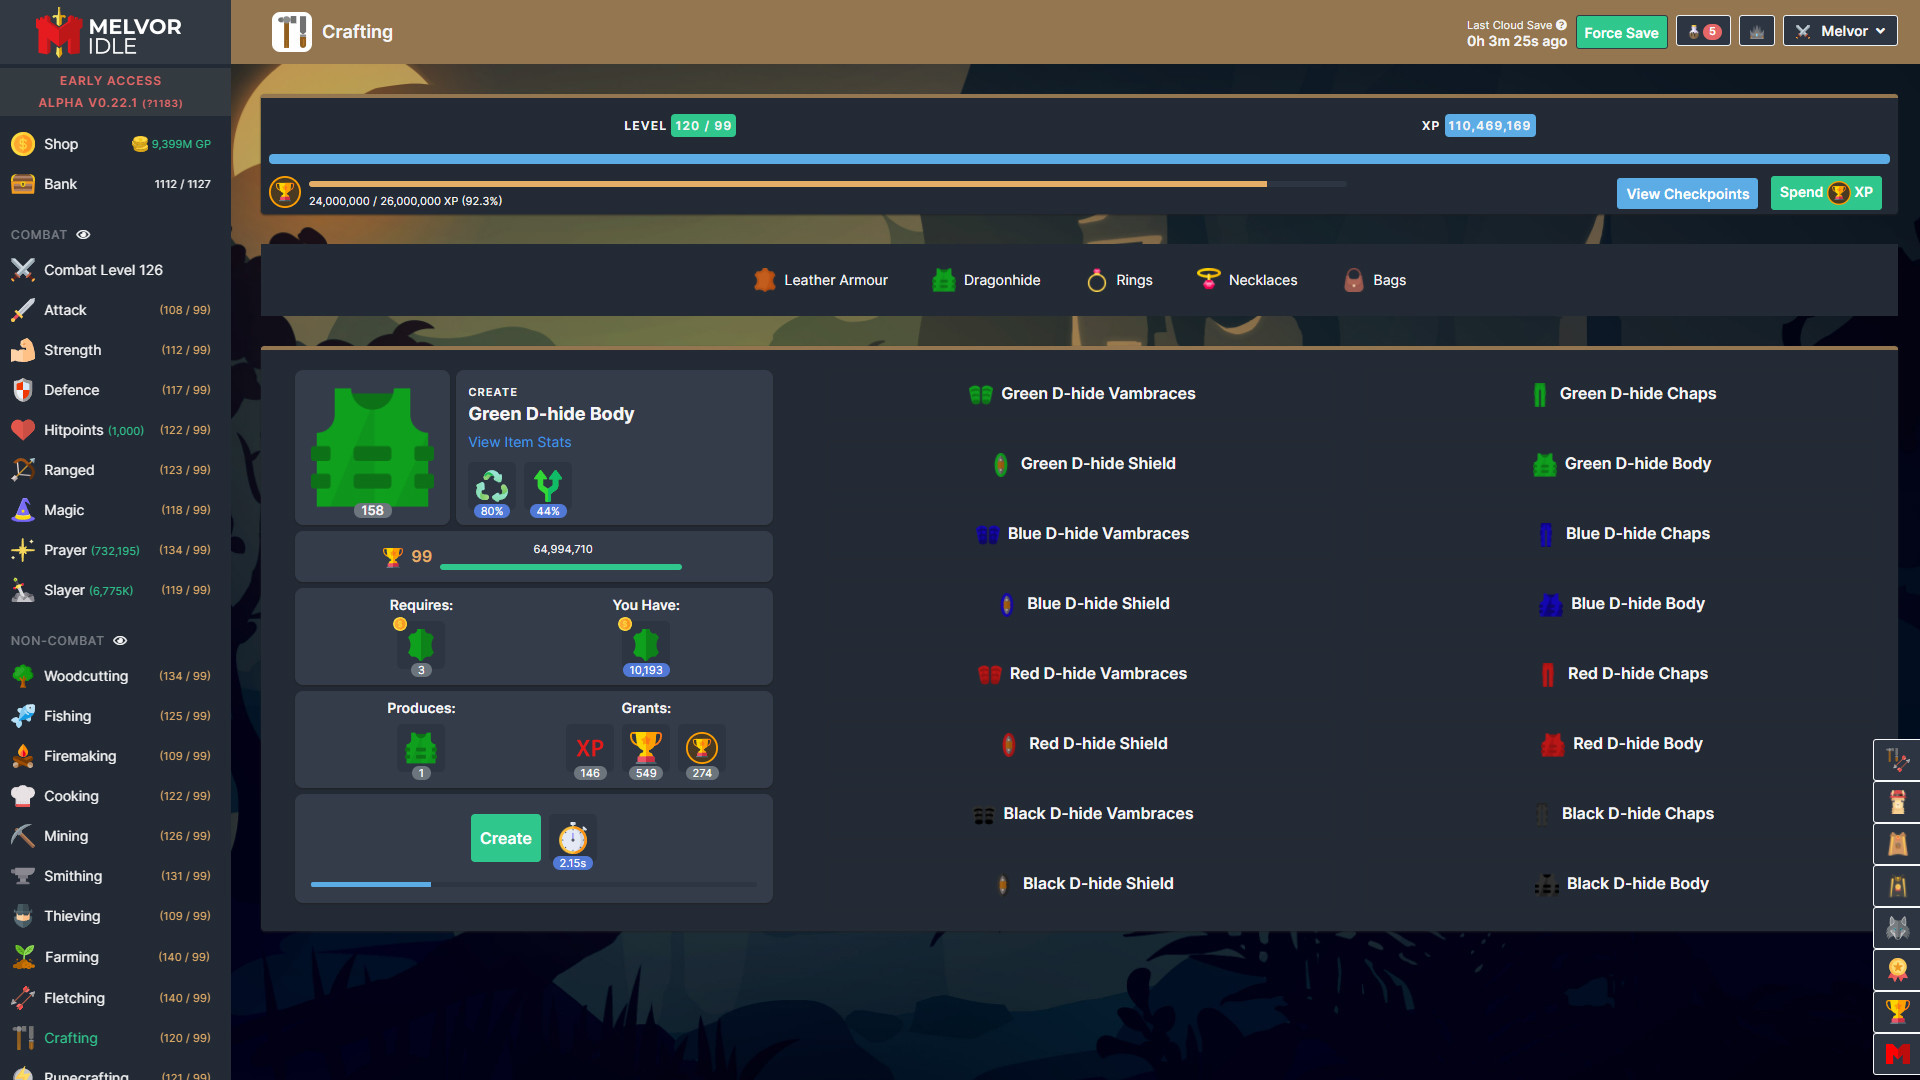 MELVOR
IDLE
EARLY ACCESS
ALPHA V0.22.1 (?1183)
Shop 9,399M GP
Bank 1112 / 1127
COMBAT
Combat Level 126
Attack (108 / 99)
Strength (112 / 99)
Defence (117 / 99)
Hitpoints (1,000) (122 / 99)
Ranged (123 / 99)
Magic (118 / 99)
Prayer (732,195) (134 / 99)
Slayer (6,775K) (119 / 99)
NON-COMBAT
Woodcutting (134 / 99)
Fishing (125 / 99)
Firemaking (109 / 99)
Cooking (122 / 99)
Mining (126 / 99)
Smithing (131 / 99)
Thieving (109 / 99)
Farming (140 / 99)
Fletching (140 / 99)
Crafting (120 / 99)
Runecrafting (121 / 99)
Crafting
Last Cloud Save
0h 3m 25s ago
Force Save
5
Melvor
LEVEL 120 / 99
XP 110,469,169
24,000,000 / 26,000,000 XP (92.3%)
View Checkpoints
Spend XP
Leather Armour
Dragonhide
Rings
Necklaces
Bags
158
CREATE
Green D-hide Body
View Item Stats
80%
44%
99
64,994,710
Requires:
3
You Have:
10,193
Produces:
1
Grants:
XP
146
549
274
Create
2.15s
Green D-hide Vambraces
Green D-hide Chaps
Green D-hide Shield
Green D-hide Body
Blue D-hide Vambraces
Blue D-hide Chaps
Blue D-hide Shield
Blue D-hide Body
Red D-hide Vambraces
Red D-hide Chaps
Red D-hide Shield
Red D-hide Body
Black D-hide Vambraces
Black D-hide Chaps
Black D-hide Shield
Black D-hide Body